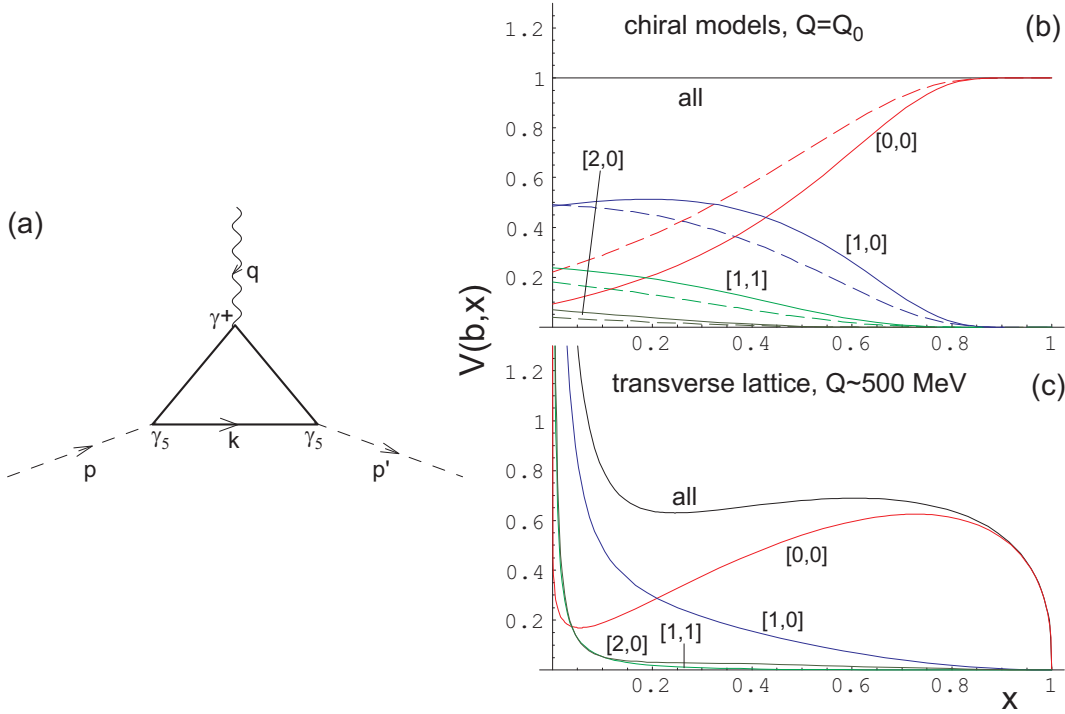 (a)
q
γ+
γ5
k
γ5
p
p'
V(b,x)
chiral models, Q=Q0
(b)
1.2
1
0.8
0.6
0.4
0.2
all
[0,0]
[2,0]
[1,0]
[1,1]
0.2 0.4 0.6 0.8 1
transverse lattice, Q~500 MeV
(c)
1.2
1
0.8
0.6
0.4
0.2
all
[0,0]
[1,0]
[2,0]
[1,1]
0.2 0.4 0.6 0.8 1
x